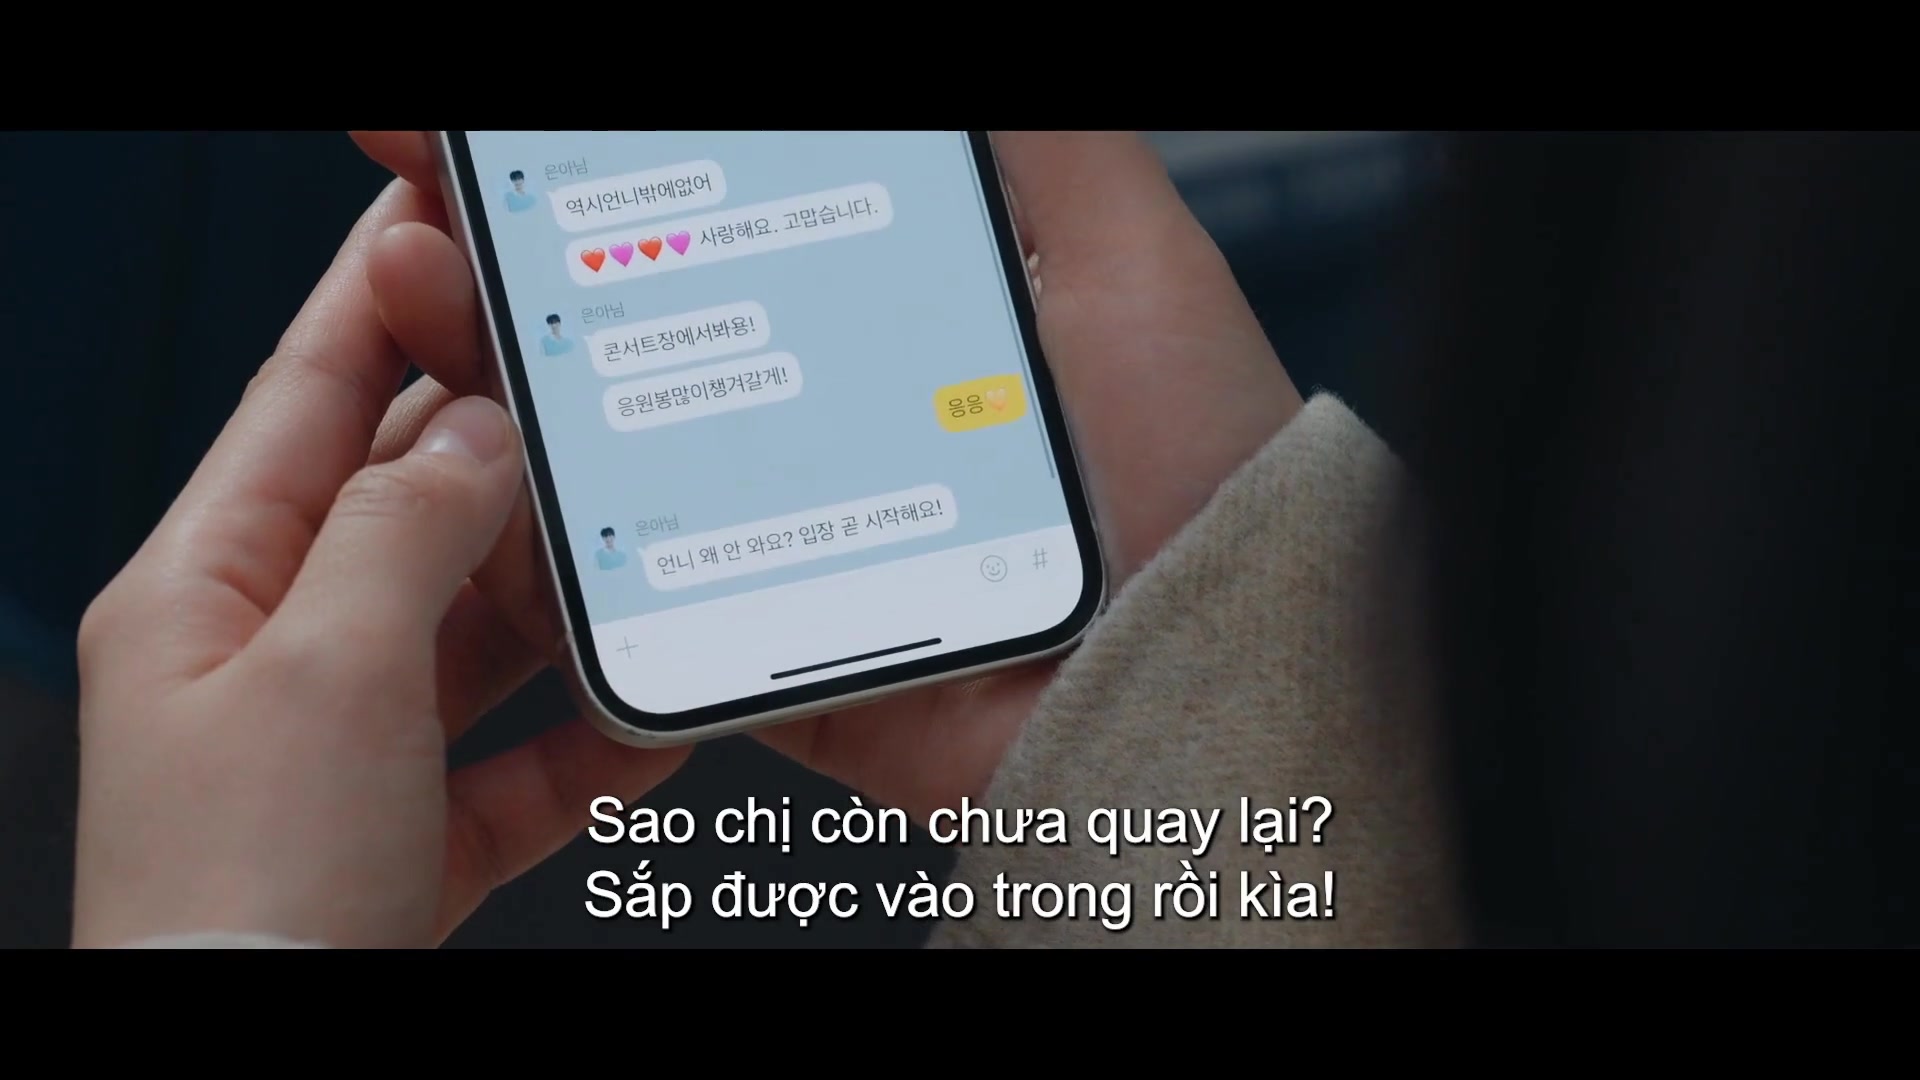 은아님
역시언니밖에없어
❤️💜❤️💜 사랑해요. 고맙습니다.
은아님
콘서트장에서봐용!
응원봉많이챙겨갈게!
응응🧡
은아님
언니 왜 안 와요? 입장 곧 시작해요!
#
+
Sao chị còn chưa quay lại?
Sắp được vào trong rồi kìa!